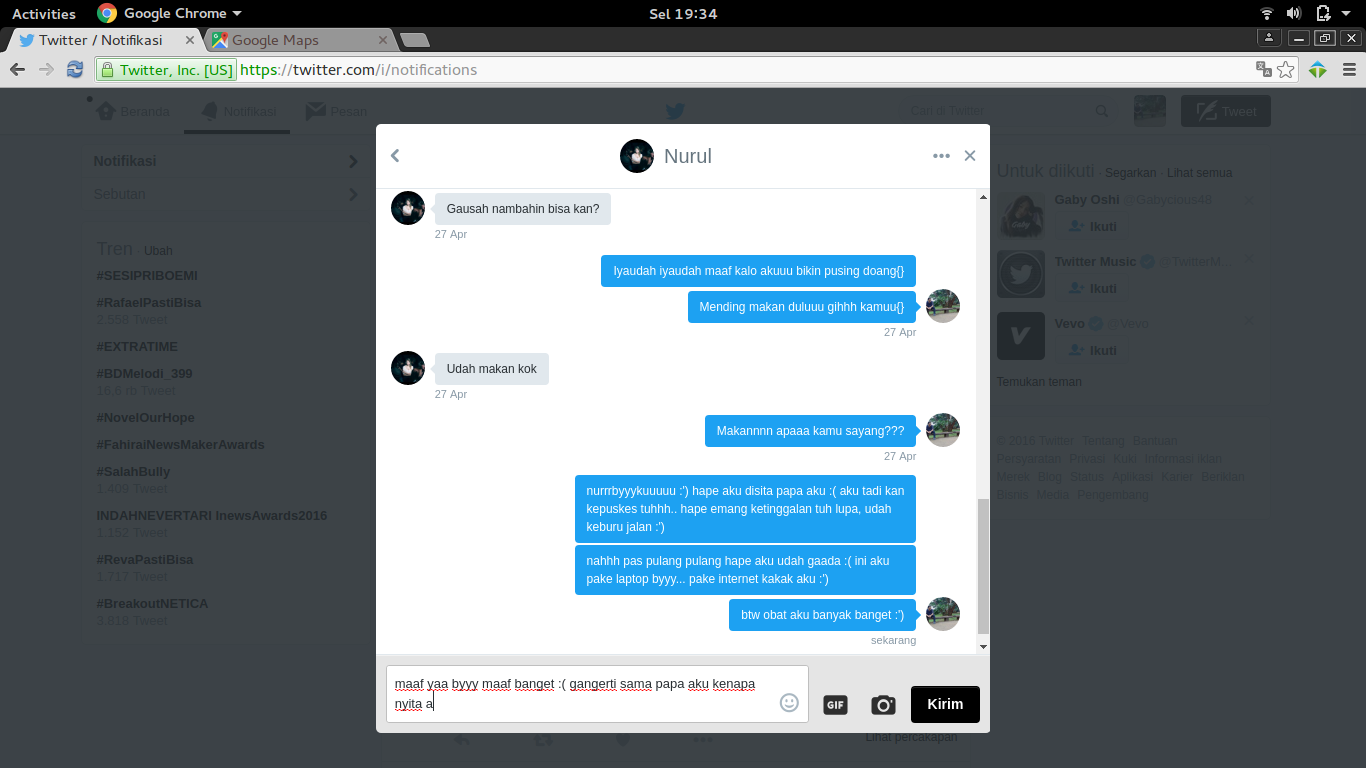 Activities Google Chrome Sel 19:34
Twitter / Notifikasi Google Maps
Twitter, Inc. [US] https://twitter.com/i/notifications
Beranda Notifikasi Pesan Cari di Twitter Tweet
Notifikasi
Sebutan
Tren · Ubah
#SESIPRIBOEMI
#RafaelPastiBisa
2.558 Tweet
#EXTRATIME
#BDMelodi_399
16,6 rb Tweet
#NovelOurHope
#FahiraiNewsMakerAwards
#SalahBully
1.409 Tweet
INDAHNEVERTARI InewsAwards2016
1.152 Tweet
#RevaPastiBisa
1.717 Tweet
#BreakoutNETICA
3.818 Tweet
Nurul
Gausah nambahin bisa kan?
27 Apr
Iyaudah iyaudah maaf kalo akuuu bikin pusing doang{}
Mending makan duluuu gihhh kamuu{}
27 Apr
Udah makan kok
27 Apr
Makannnn apaaa kamu sayang???
27 Apr
nurrrbyyykuuuuu :') hape aku disita papa aku :( aku tadi kan
kepuskes tuhhh.. hape emang ketinggalan tuh lupa, udah
keburu jalan :')
nahhh pas pulang pulang hape aku udah gaada :( ini aku
pake laptop byyy... pake internet kakak aku :')
btw obat aku banyak banget :')
sekarang
maaf yaa byyy maaf banget :( gangerti sama papa aku kenapa
nyita a
GIF Kirim
Lihat percakapan
Untuk diikuti · Segarkan · Lihat semua
Gaby Oshi @Gabycious48
Ikuti
Twitter Music @TwitterM...
Ikuti
Vevo @Vevo
Ikuti
Temukan teman
© 2016 Twitter Tentang Bantuan
Persyaratan Privasi Kuki Informasi iklan
Merek Blog Status Aplikasi Karier Beriklan
Bisnis Media Pengembang